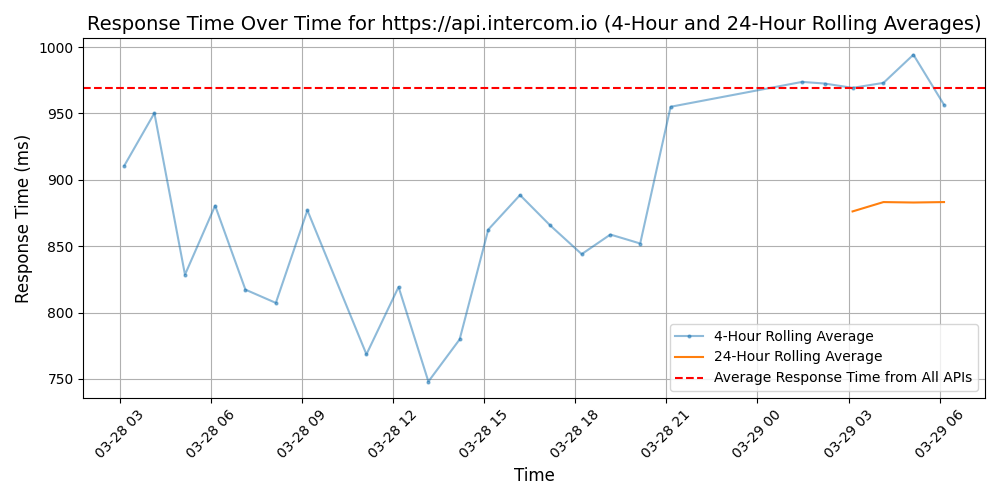 Response Time Over Time for https://api.intercom.io (4-Hour and 24-Hour Rolling Averages)
Response Time (ms)
1000
950
900
850
800
750
4-Hour Rolling Average
24-Hour Rolling Average
Average Response Time from All APIs
03-28 03
03-28 06
03-28 09
03-28 12
03-28 15
03-28 18
03-28 21
03-29 00
03-29 03
03-29 06
Time